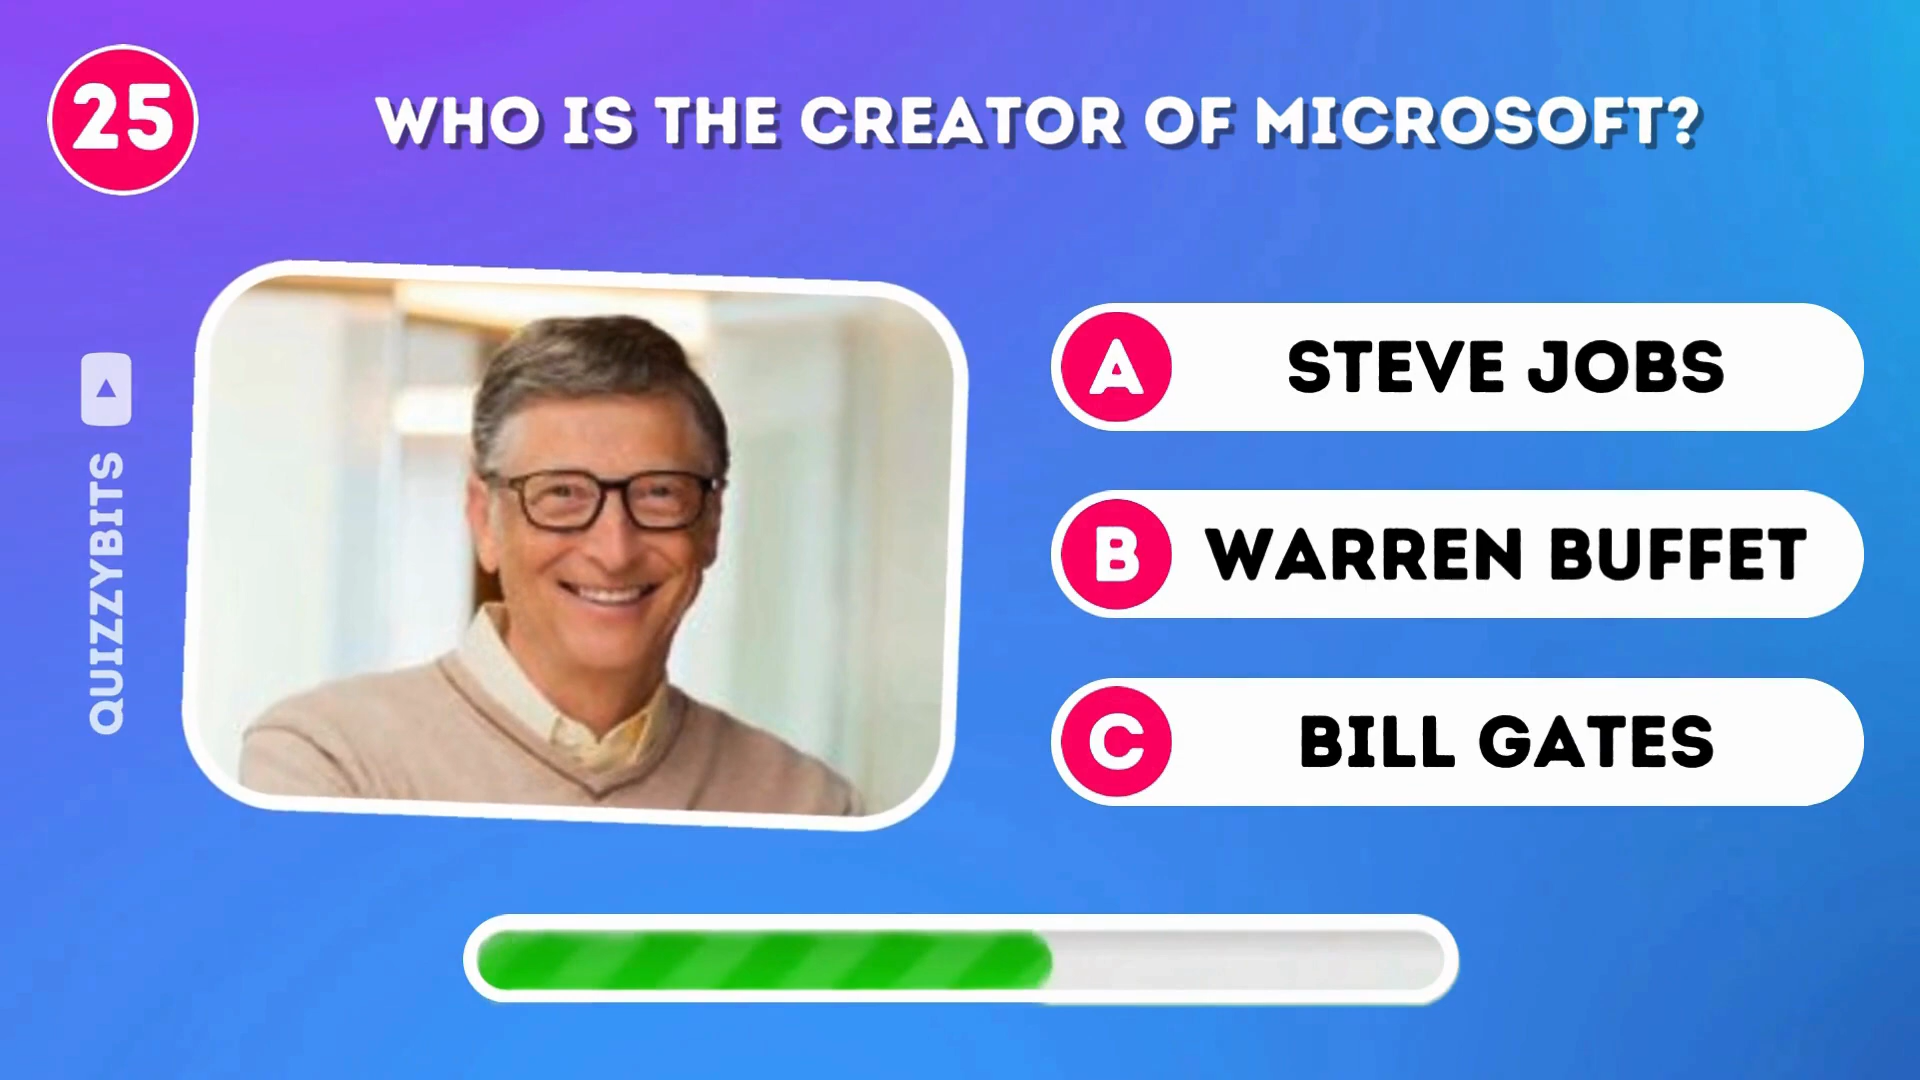 25
WHO IS THE CREATOR OF MICROSOFT?
QUIZZYBITS
A STEVE JOBS
B WARREN BUFFET
C BILL GATES